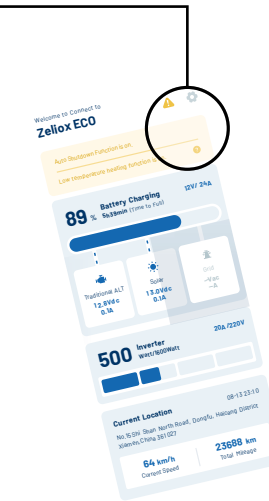 Welcome to Connect to
Zeliox ECO
Auto Shutdown Function is on.
Low temperature heating function
89 % Battery Charging 12V/ 24A
5h,59min (Time to Full)
Traditional ALT
12.8Vdc
0.1A
Solar
13.0Vdc
0.1A
Grid
--Vac
--A
500 Inverter 20A /220V
Watt/1600Watt
Current Location 08-13 23:10
No.15 Shi Shan North Road, Dongfu, Haicang District
xiamen,China 361027
64 km/h
Current Speed
23688 km
Total Mileage